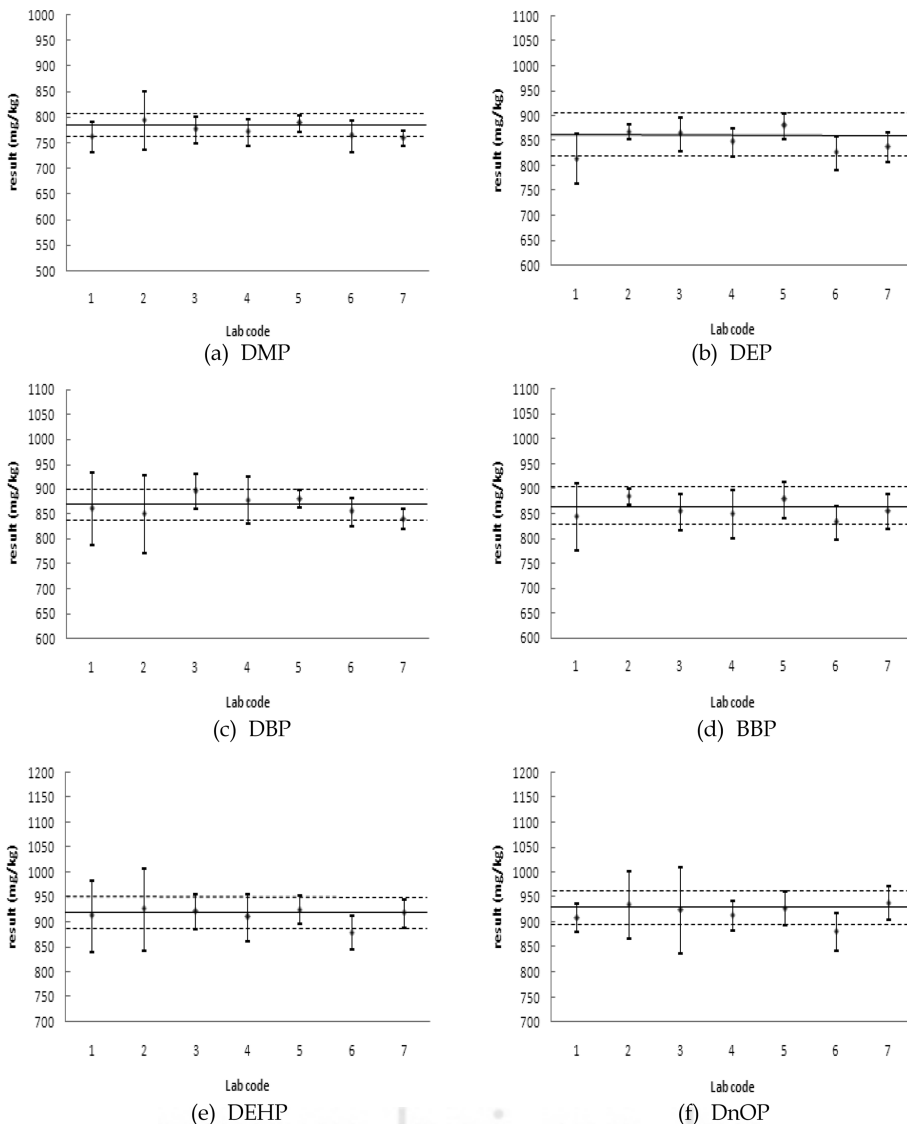 1000
950
900
850
800
750
700
650
600
550
500
result (mg/kg)
1 2 3 4 5 6 7
Lab code
(a) DMP
1100
1050
1000
950
900
850
800
750
700
650
600
result (mg/kg)
1 2 3 4 5 6 7
Lab code
(b) DEP
1100
1050
1000
950
900
850
800
750
700
650
600
result (mg/kg)
1 2 3 4 5 6 7
Lab code
(c) DBP
1100
1050
1000
950
900
850
800
750
700
650
600
result (mg/kg)
1 2 3 4 5 6 7
Lab code
(d) BBP
1200
1150
1100
1050
1000
950
900
850
800
750
700
result (mg/kg)
1 2 3 4 5 6 7
Lab code
(e) DEHP
1200
1150
1100
1050
1000
950
900
850
800
750
700
result (mg/kg)
1 2 3 4 5 6 7
Lab code
(f) DnOP